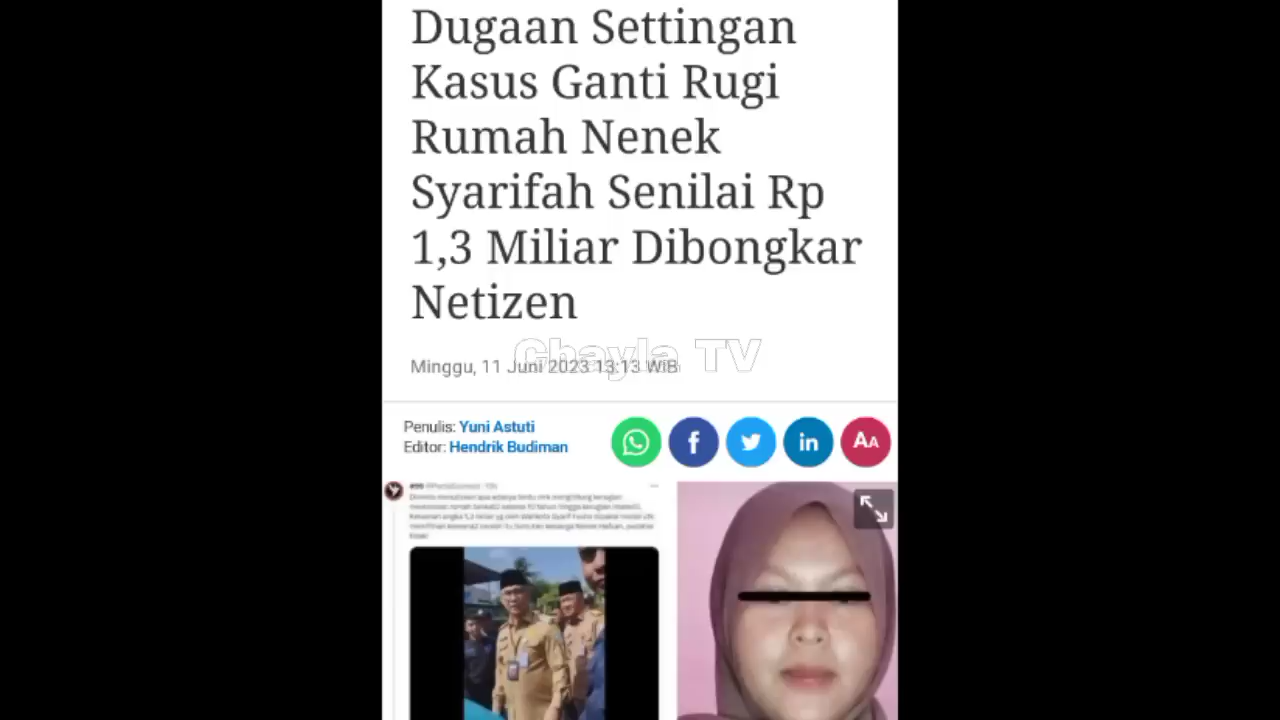 Dugaan Settingan
Kasus Ganti Rugi
Rumah Nenek
Syarifah Senilai Rp
1,3 Miliar Dibongkar
Netizen
Chayla TV
Minggu, 11 Juni 2023 13:13 WIB
Penulis: Yuni Astuti
Editor: Hendrik Budiman
AA